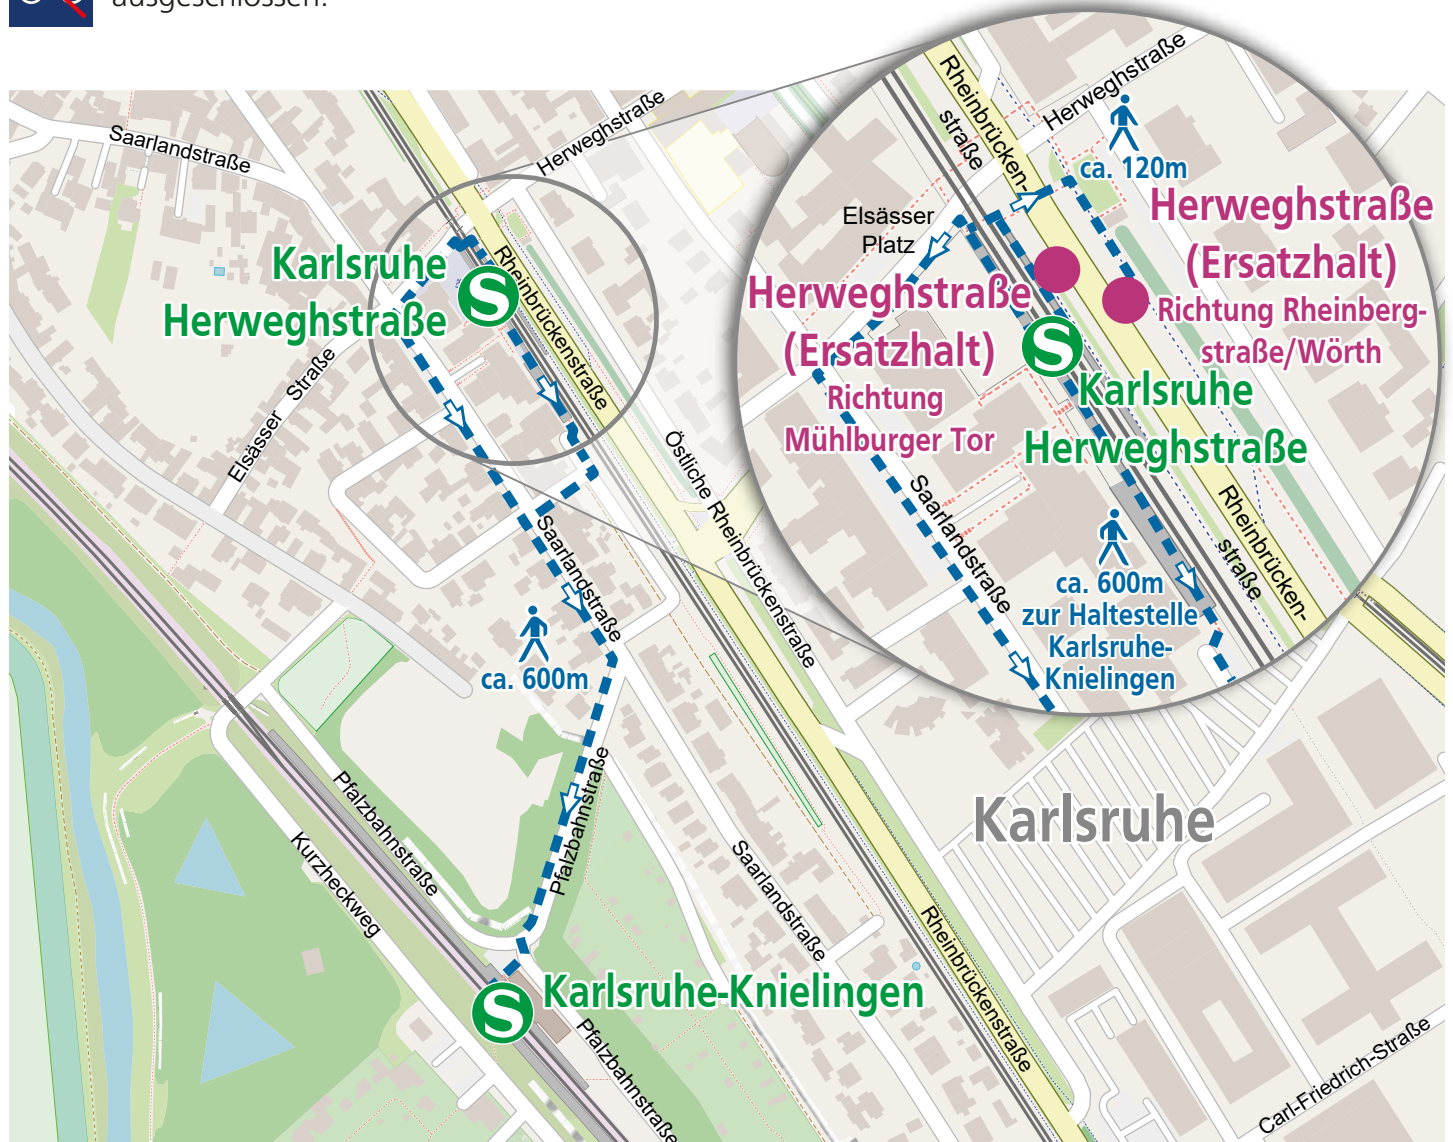 ausgeschlossen.
Saarlandstraße
Herweghstraße
Karlsruhe
Herweghstraße
Rheinbrückenstraße
Elsässer Straße
Östliche Rheinbrückenstraße
Saarlandstraße
ca. 600m
Pfalzbahnstraße
Pfalzbahnstraße
Kurzheckweg
Saarlandstraße
Rheinbrückenstraße
Karlsruhe-Knielingen
Pfalzbahnstraße
Karlsruhe
Carl-Friedrich-Straße
Rheinbrücken-
straße
Herweghstraße
ca. 120m
Elsässer
Platz
Herweghstraße
(Ersatzhalt)
Richtung Rheinberg-
straße/Wörth
Herweghstraße
(Ersatzhalt)
Richtung
Mühlburger Tor
Karlsruhe
Herweghstraße
Saarlandstraße
Rheinbrücken-
straße
ca. 600m
zur Haltestelle
Karlsruhe-
Knielingen
S
S
S